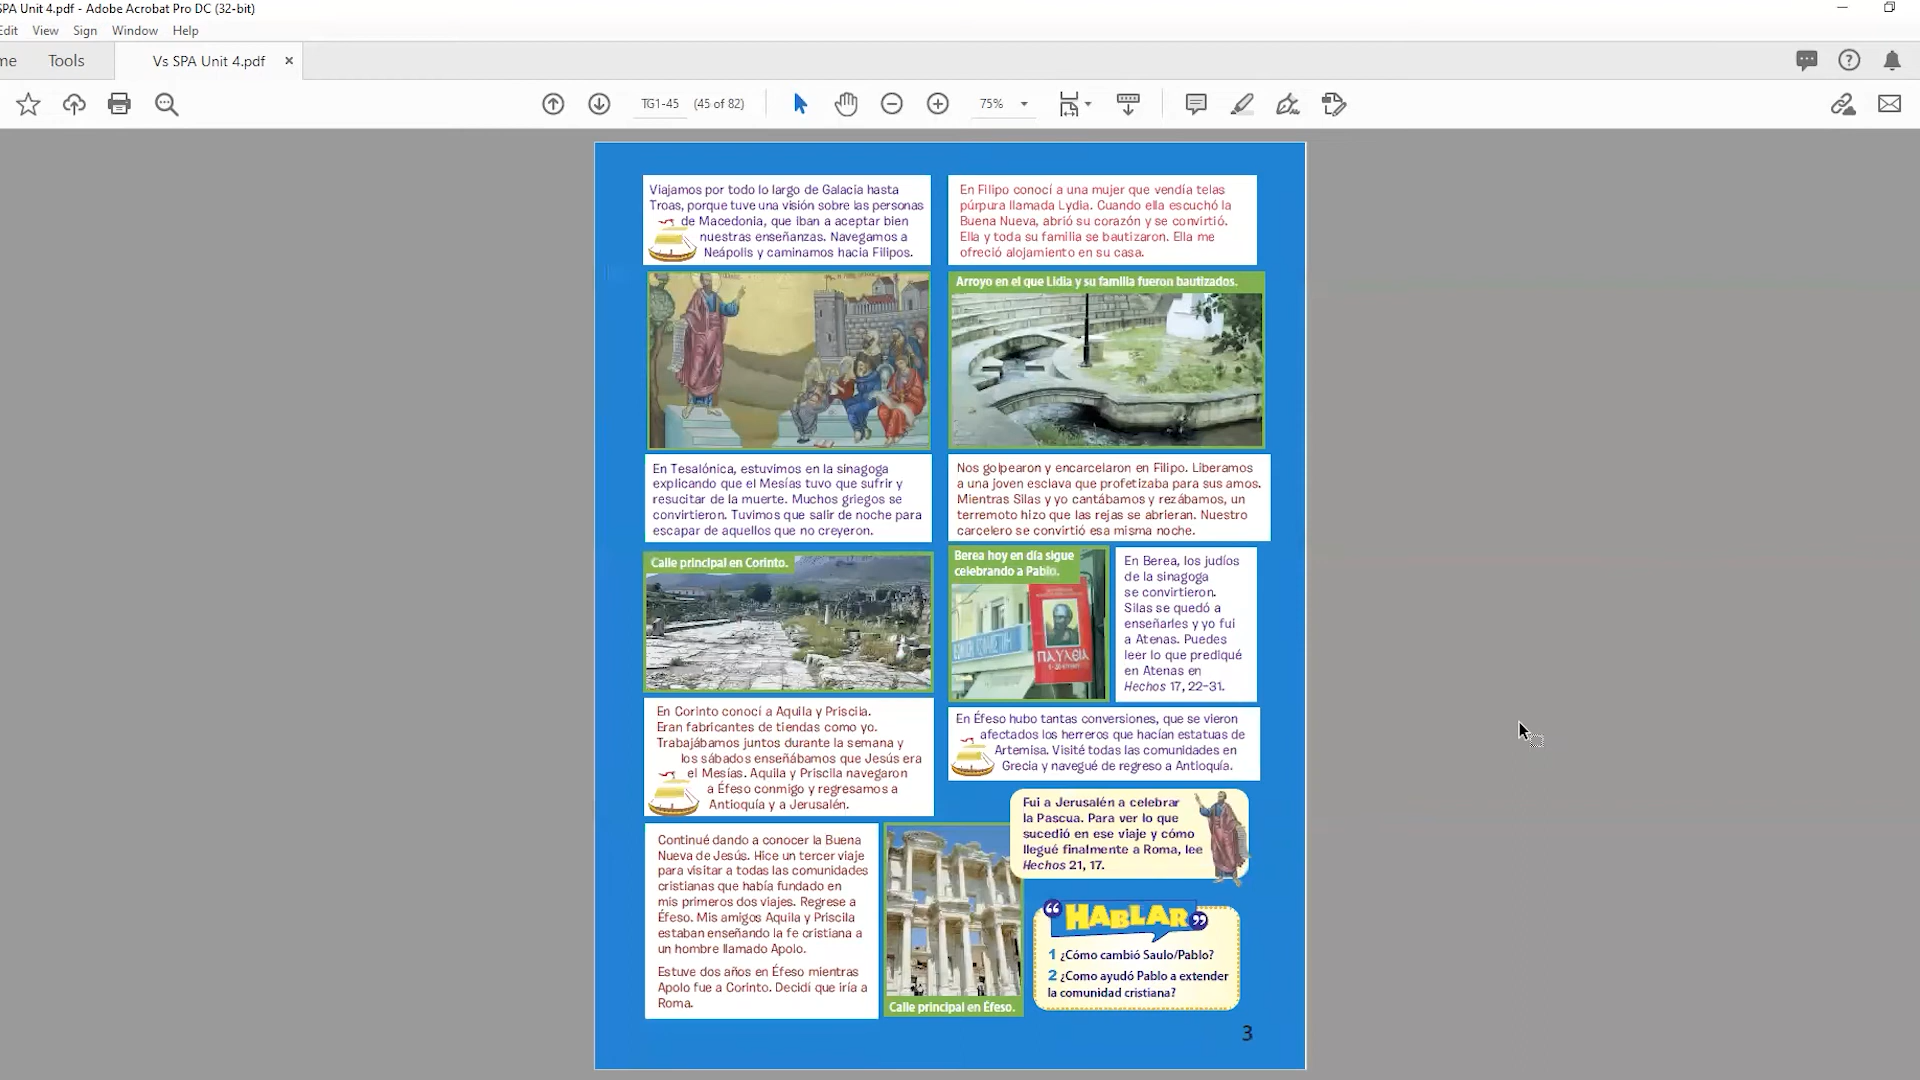 SPA Unit 4.pdf - Adobe Acrobat Pro DC (32-bit)
Edit View Sign Window Help
me Tools Vs SPA Unit 4.pdf ×
TG1-45 (45 of 82) 75%
Viajamos por todo lo largo de Galacia hasta
Troas, porque tuve una visión sobre las personas
de Macedonia, que iban a aceptar bien
nuestras enseñanzas. Navegamos a
Neápolis y caminamos hacia Filipos.
En Filipo conocí a una mujer que vendía telas
púrpura llamada Lydia. Cuando ella escuchó la
Buena Nueva, abrió su corazón y se convirtió.
Ella y toda su familia se bautizaron. Ella me
ofreció alojamiento en su casa.
Arroyo en el que Lidia y su familia fueron bautizados.
En Tesalónica, estuvimos en la sinagoga
explicando que el Mesías tuvo que sufrir y
resucitar de la muerte. Muchos griegos se
convirtieron. Tuvimos que salir de noche para
escapar de aquellos que no creyeron.
Nos golpearon y encarcelaron en Filipo. Liberamos
a una joven esclava que profetizaba para sus amos.
Mientras Silas y yo cantábamos y rezábamos, un
terremoto hizo que las rejas se abrieran. Nuestro
carcelero se convirtió esa misma noche.
Calle principal en Corinto.
Berea hoy en día sigue
celebrando a Pablo.
ΠΑΥΛΕΙΑ
En Berea, los judíos
de la sinagoga
se convirtieron.
Silas se quedó a
enseñarles y yo fui
a Atenas. Puedes
leer lo que prediqué
en Atenas en
Hechos 17, 22-31.
En Corinto conocí a Aquila y Priscila.
Eran fabricantes de tiendas como yo.
Trabajábamos juntos durante la semana y
los sábados enseñábamos que Jesús era
el Mesías. Aquila y Priscila navegaron
a Éfeso conmigo y regresamos a
Antioquía y a Jerusalén.
En Éfeso hubo tantas conversiones, que se vieron
afectados los herreros que hacían estatuas de
Artemisa. Visité todas las comunidades en
Grecia y navegué de regreso a Antioquía.
Fui a Jerusalén a celebrar
la Pascua. Para ver lo que
sucedió en ese viaje y cómo
llegué finalmente a Roma, lee
Hechos 21, 17.
Continué dando a conocer la Buena
Nueva de Jesús. Hice un tercer viaje
para visitar a todas las comunidades
cristianas que había fundado en
mis primeros dos viajes. Regrese a
Éfeso. Mis amigos Aquila y Priscila
estaban enseñando la fe cristiana a
un hombre llamado Apolo.
Estuve dos años en Éfeso mientras
Apolo fue a Corinto. Decidí que iría a
Roma.
Calle principal en Éfeso.
“HABLAR”
1 ¿Cómo cambió Saulo/Pablo?
2 ¿Como ayudó Pablo a extender
la comunidad cristiana?
3